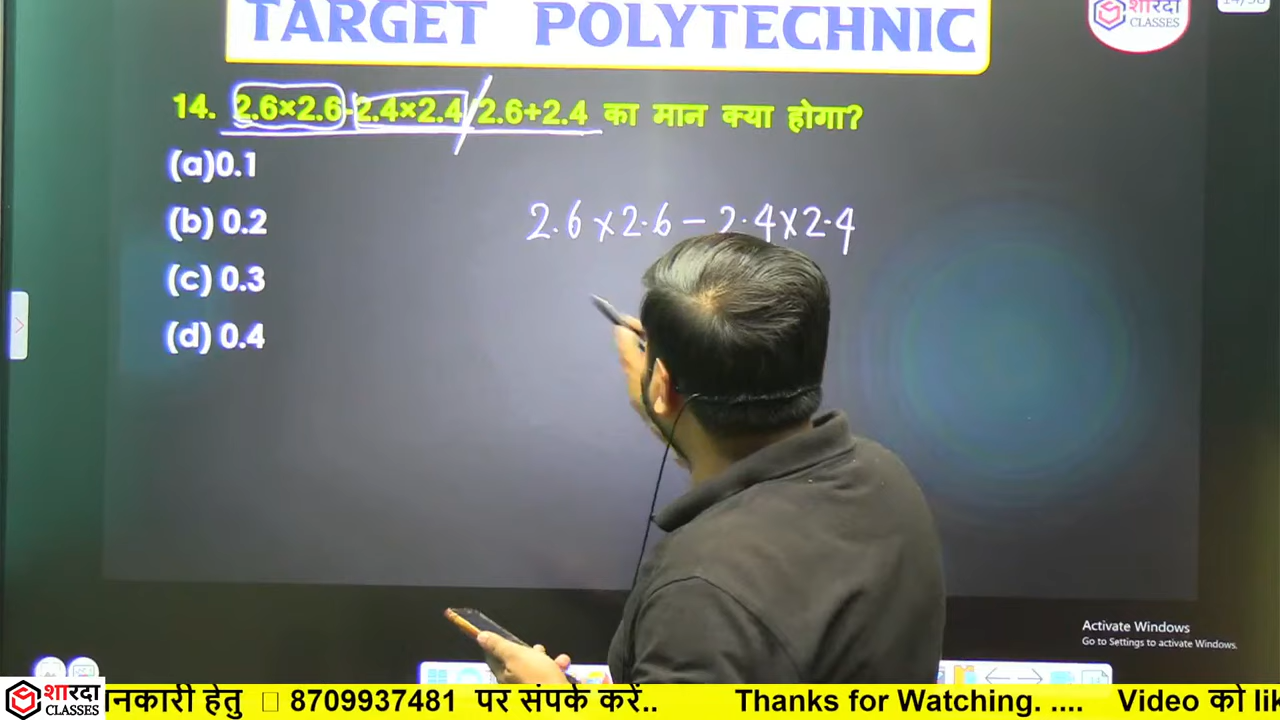 TARGET POLYTECHNIC
शारदा
CLASSES
14. 2.6×2.6-2.4×2.4/2.6+2.4 का मान क्या होगा?
(a)0.1
(b) 0.2
(c) 0.3
(d) 0.4
2.6×2.6-2.4×2.4
Activate Windows
Go to Settings to activate Windows.
शारदा
CLASSES
नकारी हेतु 8709937481 पर संपर्क करें.. Thanks for Watching. .... Video को